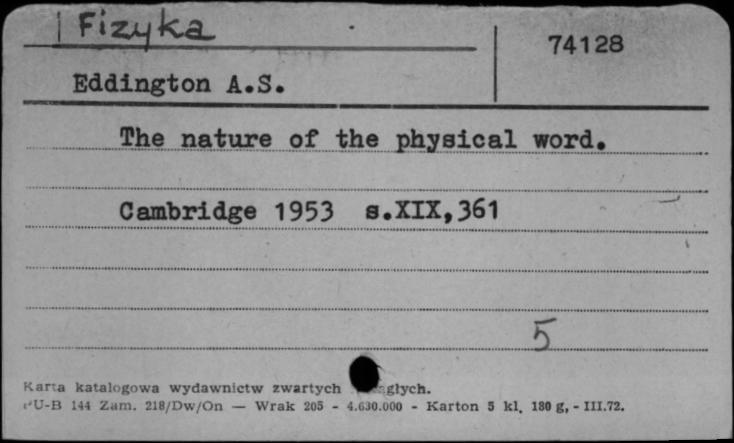 Fizyka
74128
Eddington A.S.
The nature of the physical word.
Cambridge 1953 s.XIX,361
5
Karta katalogowa wydawnictw zwartych
PU-B 144 Zam. 218/Dw/On — Wrak 205 - 4.630.000 - Karton 5 kl. 180 g, - III.72.